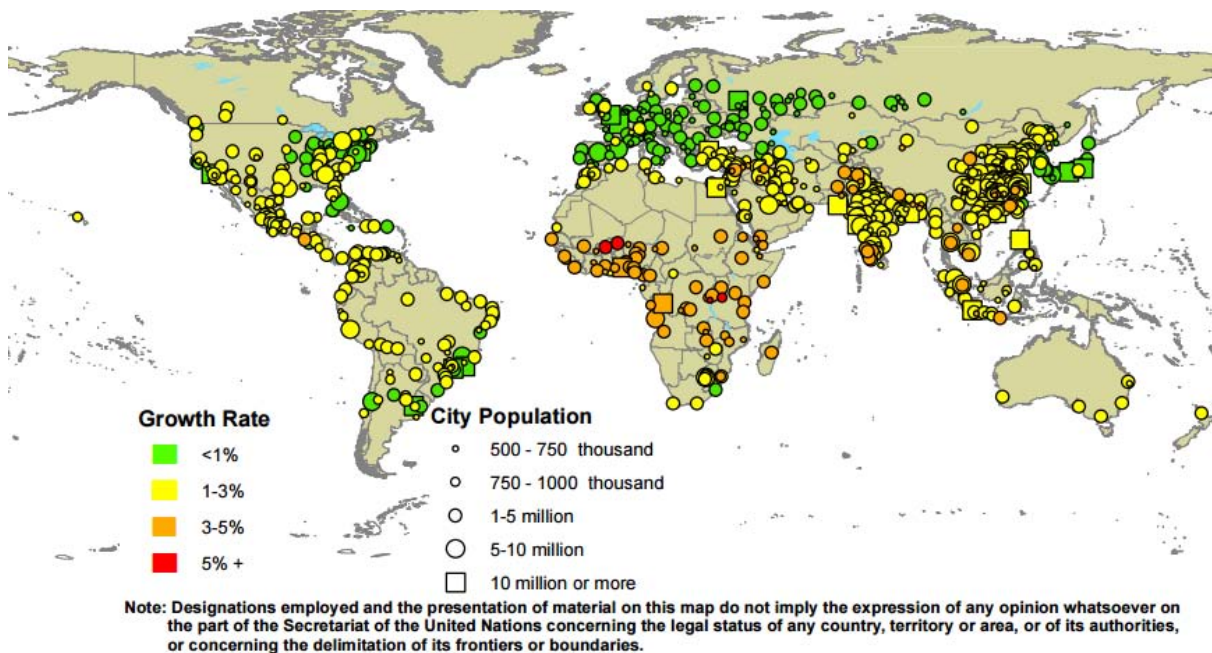 Growth Rate
<1%
1-3%
3-5%
5% +
City Population
500 - 750 thousand
750 - 1000 thousand
1-5 million
5-10 million
10 million or more
Note: Designations employed and the presentation of material on this map do not imply the expression of any opinion whatsoever on
the part of the Secretariat of the United Nations concerning the legal status of any country, territory or area, or of its authorities,
or concerning the delimitation of its frontiers or boundaries.